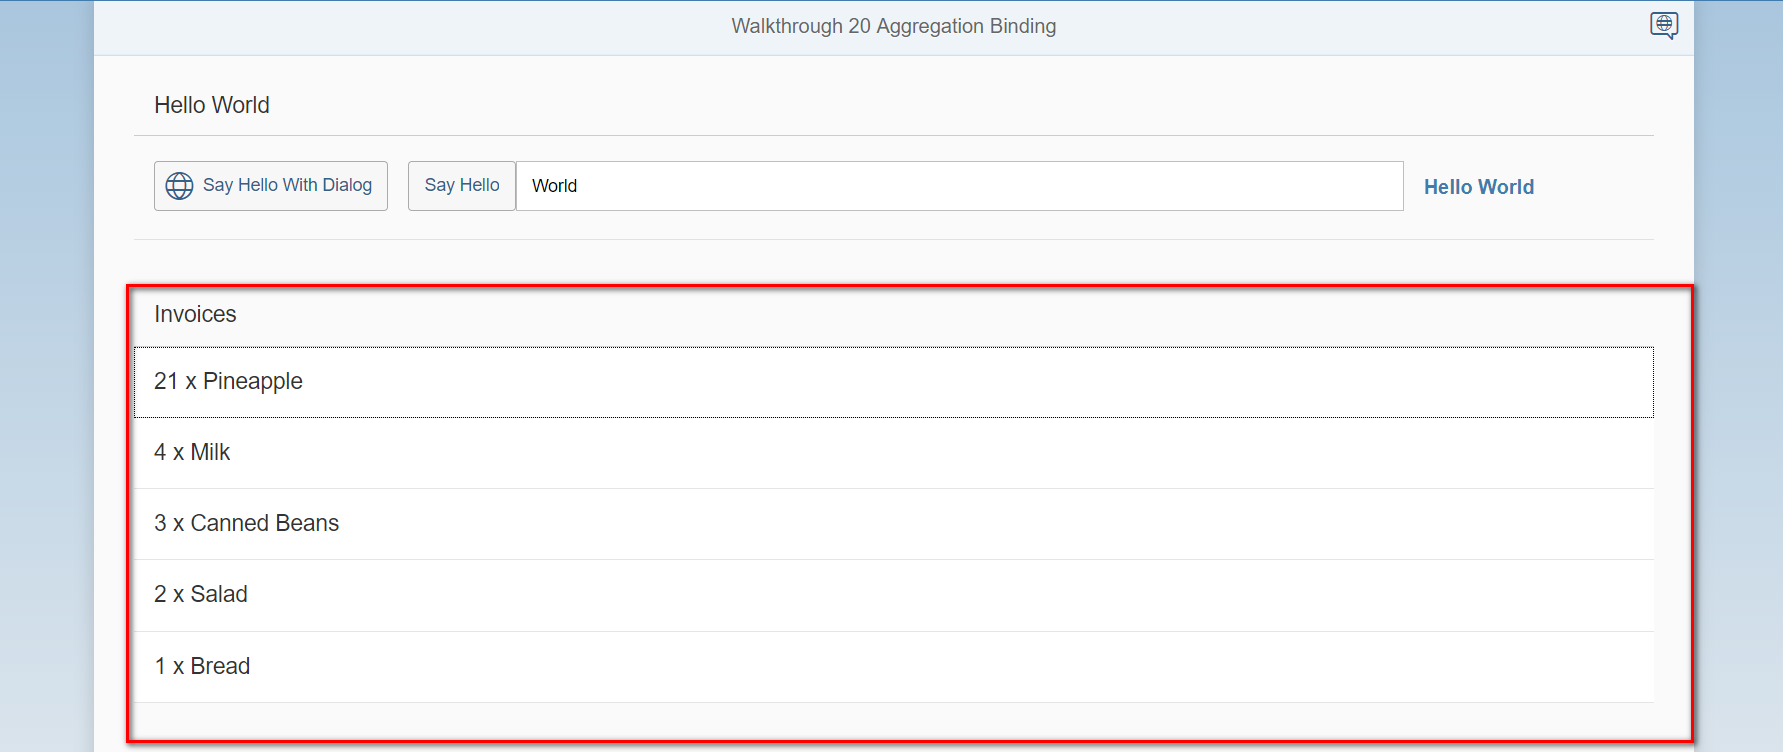 Walkthrough 20 Aggregation Binding
Hello World
Say Hello With Dialog Say Hello World Hello World
Invoices
21 x Pineapple
4 x Milk
3 x Canned Beans
2 x Salad
1 x Bread